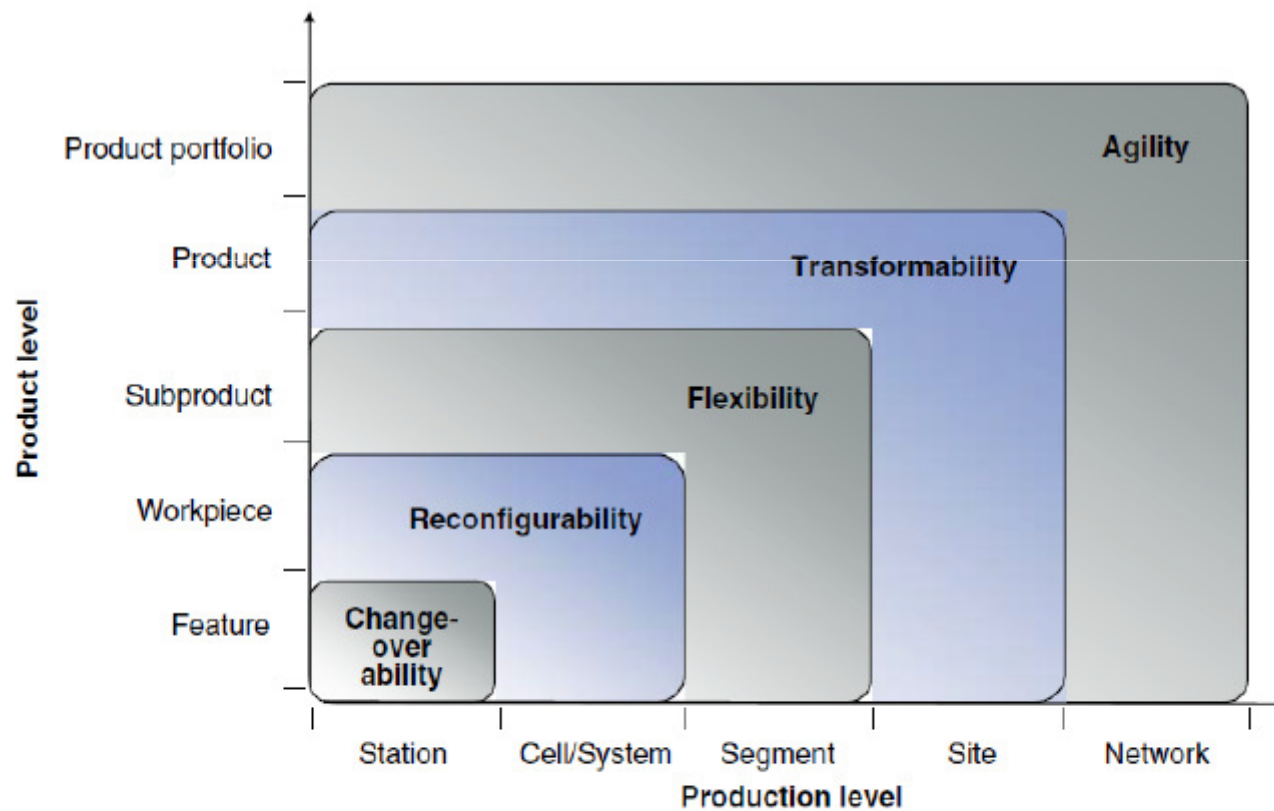 Product portfolio
Agility
Product
Transformability
Product level
Subproduct
Flexibility
Workpiece
Reconfigurability
Feature
Change-
over
ability
Station
Cell/System
Segment
Site
Network
Production level